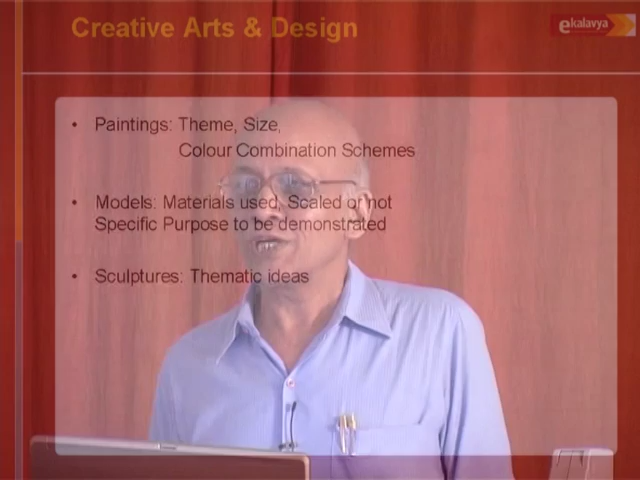 Creative Arts & Design
ekalavya
• Paintings: Theme, Size,
Colour Combination Schemes
• Models: Materials used, Scaled or not
Specific Purpose to be demonstrated
• Sculptures: Thematic ideas